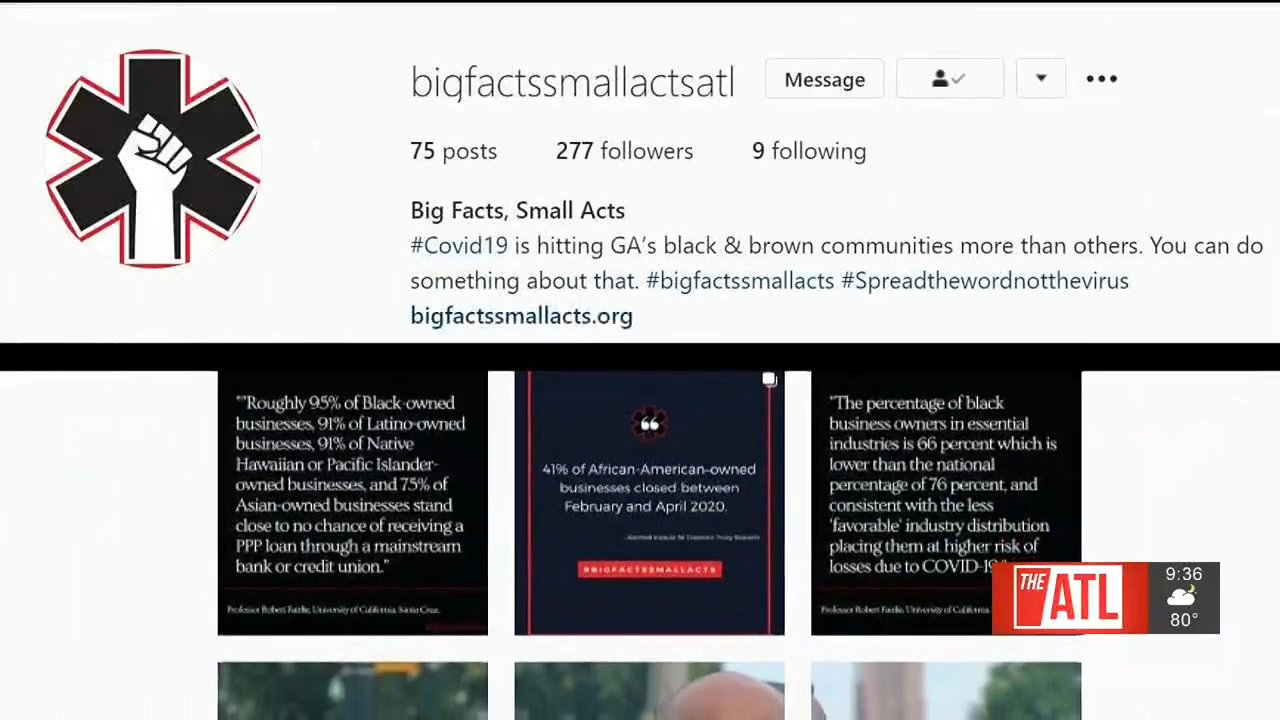 bigfactssmallactsatl
Message
75 posts 277 followers 9 following
Big Facts, Small Acts
#Covid19 is hitting GA's black & brown communities more than others. You can do
something about that. #bigfactssmallacts #Spreadthewordnotthevirus
bigfactssmallacts.org
""Roughly 95% of Black-owned
businesses, 91% of Latino-owned
businesses, 91% of Native
Hawaiian or Pacific Islander-
owned businesses, and 75% of
Asian-owned businesses stand
close to no chance of receiving a
PPP loan through a mainstream
bank or credit union."
Professor Robert Fairlie, University of California, Santa Cruz.
41% of African-American-owned
businesses closed between
February and April 2020.
#BIGFACTSSMALLACTS
"The percentage of black
business owners in essential
industries is 66 percent which is
lower than the national
percentage of 76 percent, and
consistent with the less
'favorable' industry distribution
placing them at higher risk of
losses due to COVID-19
Professor Robert Fairlie, University of California,
THE ATL
9:36
80°